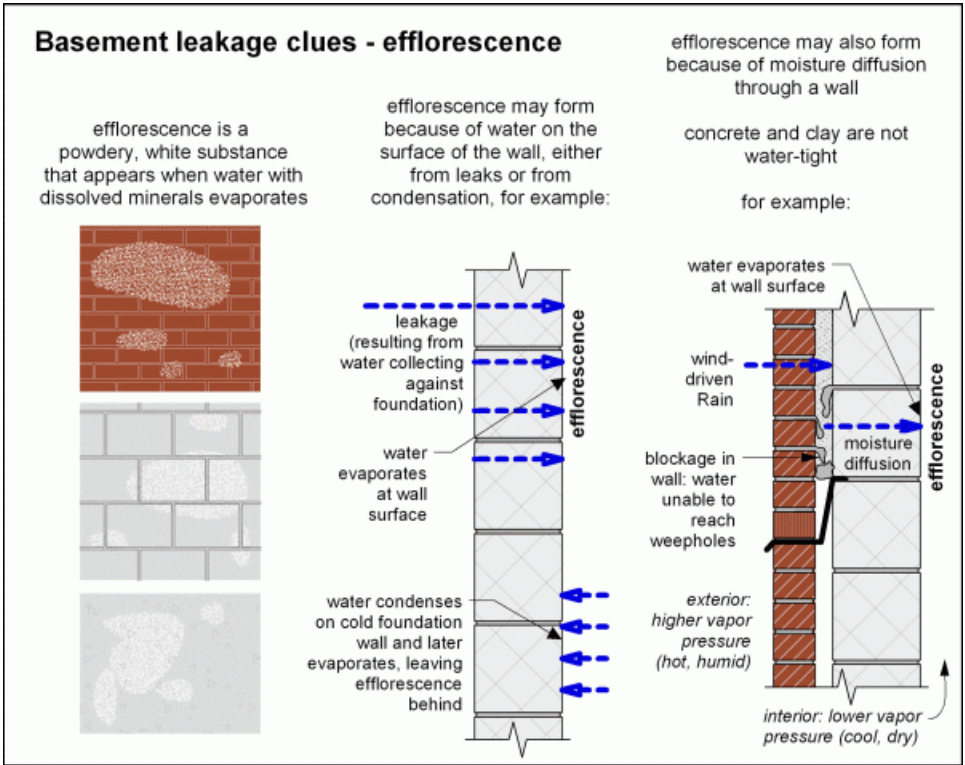 Basement leakage clues - efflorescence
efflorescence is a
powdery, white substance
that appears when water with
dissolved minerals evaporates
efflorescence may form
because of water on the
surface of the wall, either
from leaks or from
condensation, for example:
leakage
(resulting from
water collecting
against
foundation)
efflorescence
water
evaporates
at wall
surface
water condenses
on cold foundation
wall and later
evaporates, leaving
efflorescence
behind
efflorescence may also form
because of moisture diffusion
through a wall
concrete and clay are not
water-tight
for example:
water evaporates
at wall surface
wind-
driven
Rain
efflorescence
moisture
diffusion
blockage in
wall: water
unable to
reach
weepholes
exterior:
higher vapor
pressure
(hot, humid)
interior: lower vapor
pressure (cool, dry)